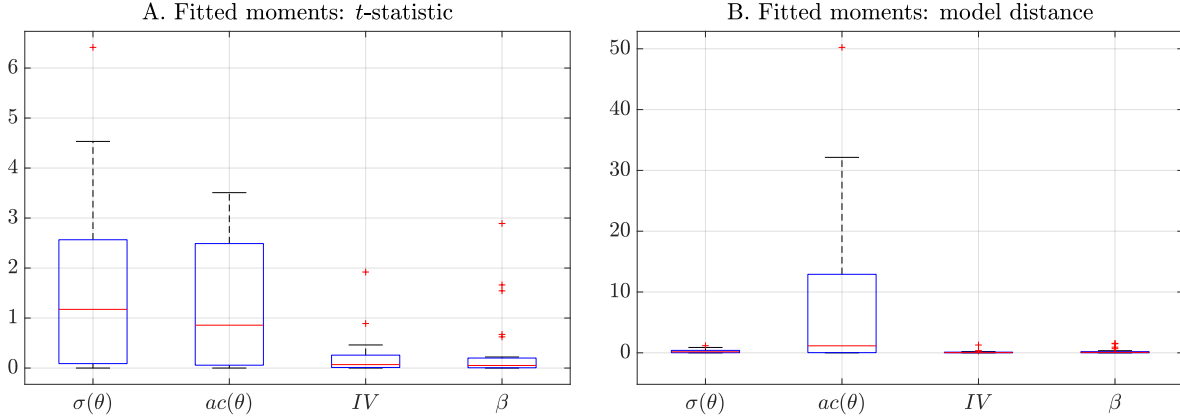 A. Fitted moments: t-statistic
6
5
4
3
2
1
0
σ(θ)
ac(θ)
IV
β
B. Fitted moments: model distance
50
40
30
20
10
0
σ(θ)
ac(θ)
IV
β